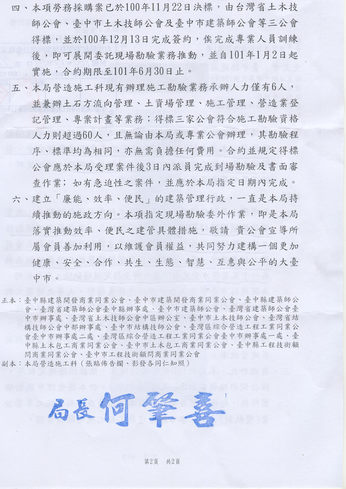 四、本項勞務採購案已於100年11月22日決標，由台灣省土木技
師公會、臺中市土木技師公會及臺中市建築師公會等三公會
得標，並於100年12月13日完成簽約，俟完成專業人員訓練
後，即可展開委託現場勘驗業務推動，並自101年1月2日起
實施，合約期限至101年6月30日止。
五、本局營造施工科現有辦理施工勘驗業務承辦人力僅有6人，
並兼辦土石方流向管理、土資場管理、施工管理、營造業登
記管理、專業計畫等業務；得標三家公會符合施工勘驗資格
人力則超過60人，且無論由本局或專業公會辦理，其勘驗程
序、標準均為相同，亦無需負擔任何費用。合約並規定得標
公會應於本局受理案件後3日內派員完成到場勘驗及書面審
查作業；如有急迫性之案件，並應於本局指定日期內完成。
六、建立「廉能、效率、便民」的建築管理行政，一直是本局持
續推動的施政方向。本項指定現場勘驗委外作業，即是本局
落實推動效率、便民之建管具體措施，敬請 貴公會宣導所
屬會員善加利用，以維護會員權益，共同努力建構一個更加
健康、安全、合作、共生、生態、智慧、互惠與公平的大臺
中市。
正本：臺中縣建築開發商業同業公會、臺中市建築開發商業同業公會、臺中縣建築師公
會、臺灣省建築師公會臺中縣辦事處、臺中市建築師公會、臺灣省建築師公會臺
中市辦事處、臺灣省土木技師公會中區辦公室、臺中市土木技師公會、臺灣省結
構技師公會中部辦事處、臺中市結構技師公會、臺灣區綜合營造工程工業同業公
會臺中市辦事處二處、臺灣區綜合營造工程工業同業公會臺中市辦事處一處、臺
中縣土木包工商業同業公會、臺中市土木包工商業同業公會、臺中縣工程技術顧
問商業同業公會、臺中市工程技術顧問商業同業公會
副本：本局營造施工科（張貼佈告欄、影發各同仁知照）
局長何肇喜
第2頁 共2頁